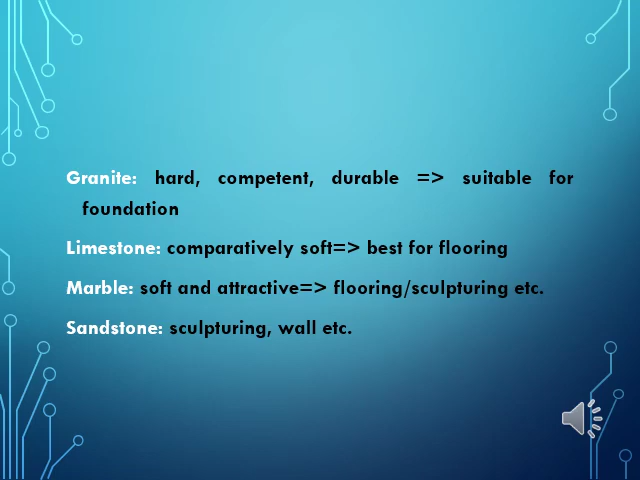 Granite: hard, competent, durable => suitable for
foundation
Limestone: comparatively soft=> best for flooring
Marble: soft and attractive=> flooring/sculpturing etc.
Sandstone: sculpturing, wall etc.